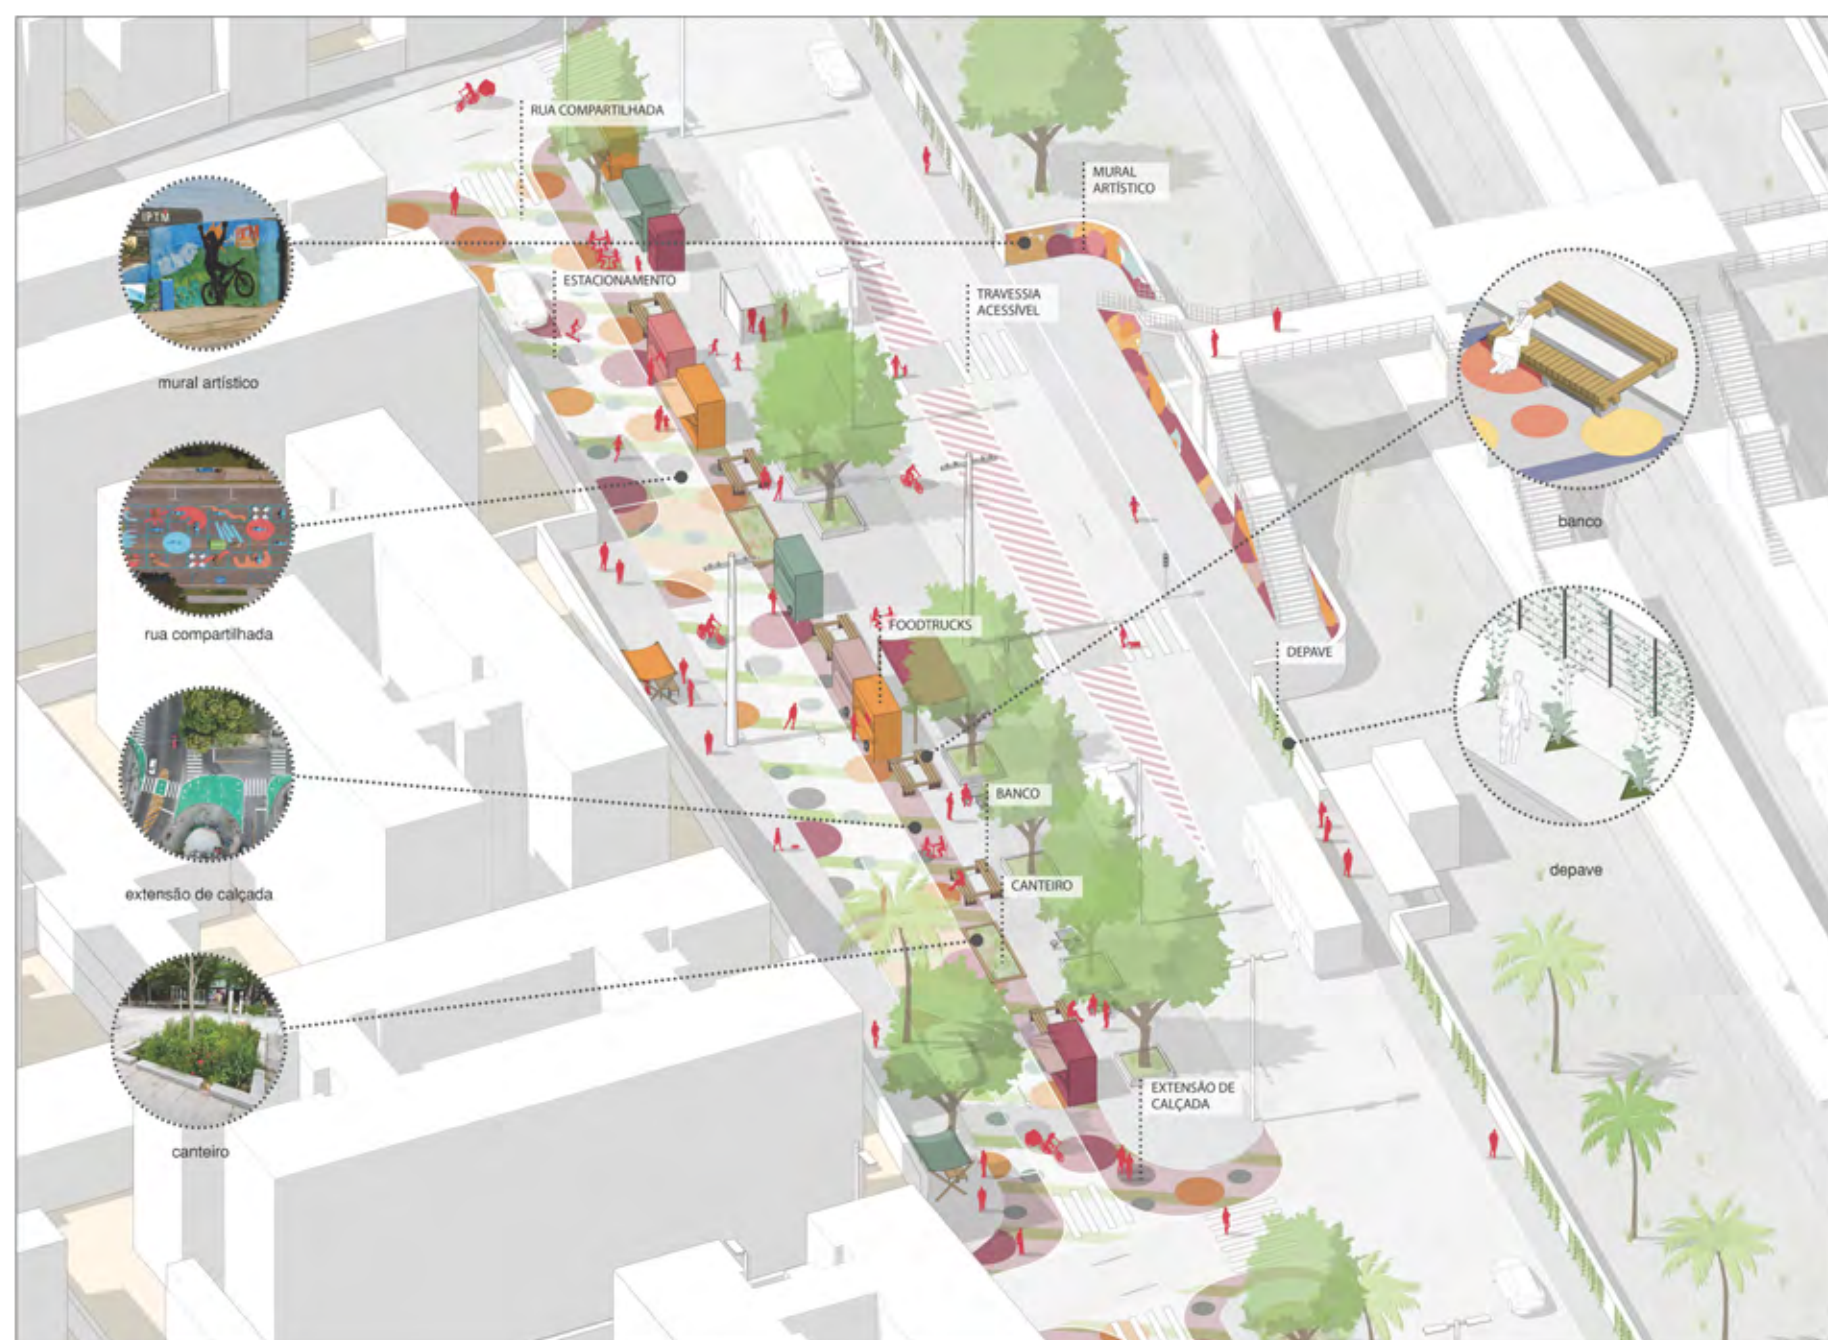 RUA COMPARTILHADA
MURAL
ARTÍSTICO
IPTM
ESTACIONAMENTO
TRAVESSIA
ACESSÍVEL
mural artístico
banco
rua compartilhada
FOODTRUCKS
DEPAVE
BANCO
depave
CANTEIRO
extensão de calçada
EXTENSÃO DE
CALÇADA
canteiro